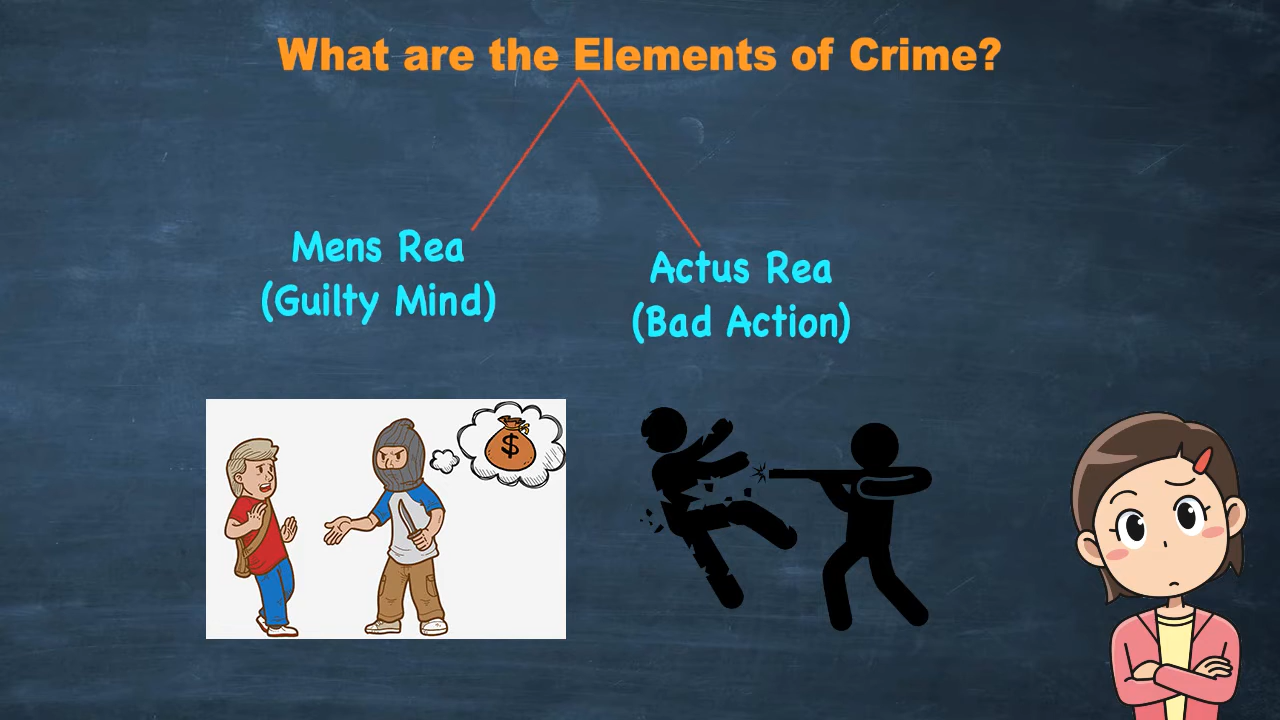 What are the Elements of Crime?
Mens Rea
(Guilty Mind)
Actus Rea
(Bad Action)
$